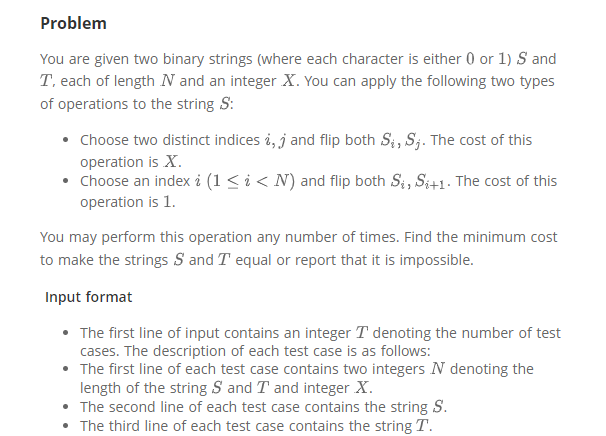 Problem
You are given two binary strings (where each character is either 0 or 1) S and
T, each of length N and an integer X. You can apply the following two types
of operations to the string S:
• Choose two distinct indices i, j and flip both S_i, S_j. The cost of this
operation is X.
• Choose an index i (1 ≤ i < N) and flip both S_i, S_{i+1}. The cost of this
operation is 1.
You may perform this operation any number of times. Find the minimum cost
to make the strings S and T equal or report that it is impossible.
Input format
• The first line of input contains an integer T denoting the number of test
cases. The description of each test case is as follows:
• The first line of each test case contains two integers N denoting the
length of the string S and T and integer X.
• The second line of each test case contains the string S.
• The third line of each test case contains the string T.